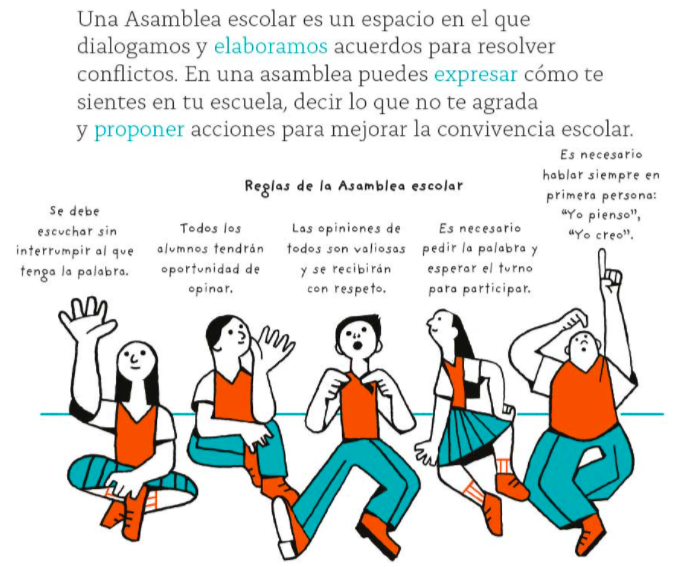 Una Asamblea escolar es un espacio en el que
dialogamos y elaboramos acuerdos para resolver
conflictos. En una asamblea puedes expresar cómo te
sientes en tu escuela, decir lo que no te agrada
y proponer acciones para mejorar la convivencia escolar.
Reglas de la Asamblea escolar
Se debe
escuchar sin
interrumpir al que
tenga la palabra.
Todos los
alumnos tendrán
oportunidad de
opinar.
Las opiniones de
todos son valiosas
y se recibirán
con respeto.
Es necesario
pedir la palabra y
esperar el turno
para participar.
Es necesario
hablar siempre en
primera persona:
“Yo pienso”,
“Yo creo”.